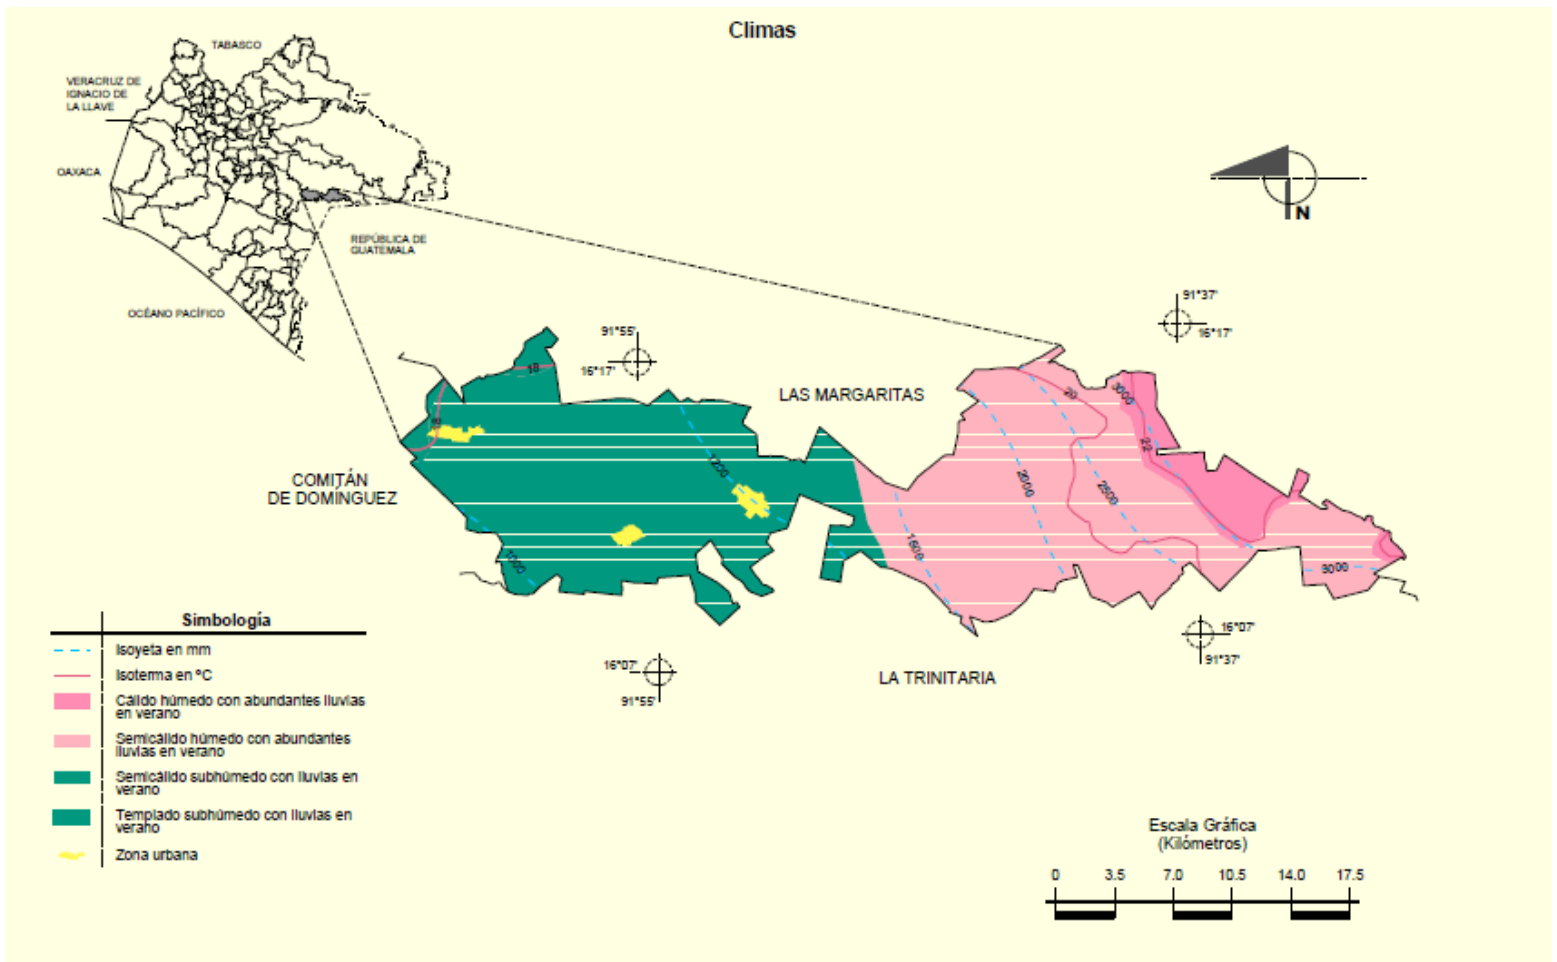 Climas
TABASCO
VERACRUZ DE
IGNACIO DE
LA LLAVE
OAXACA
REPÚBLICA DE
GUATEMALA
OCÉANO PACÍFICO
N
91°37'
16°17'
91°55'
16°17'
LAS MARGARITAS
COMITÁN
DE DOMÍNGUEZ
18
18
1200
1000
1500
2000
2500
20
3000
22
3000
16°07'
91°37'
16°07'
91°55'
LA TRINITARIA
Simbología
Isoyeta en mm
Isoterma en °C
Cálido húmedo con abundantes lluvias
en verano
Semicálido húmedo con abundantes
lluvias en verano
Semicálido subhúmedo con lluvias en
verano
Templado subhúmedo con lluvias en
verano
Zona urbana
Escala Gráfica
(Kilómetros)
0 3.5 7.0 10.5 14.0 17.5